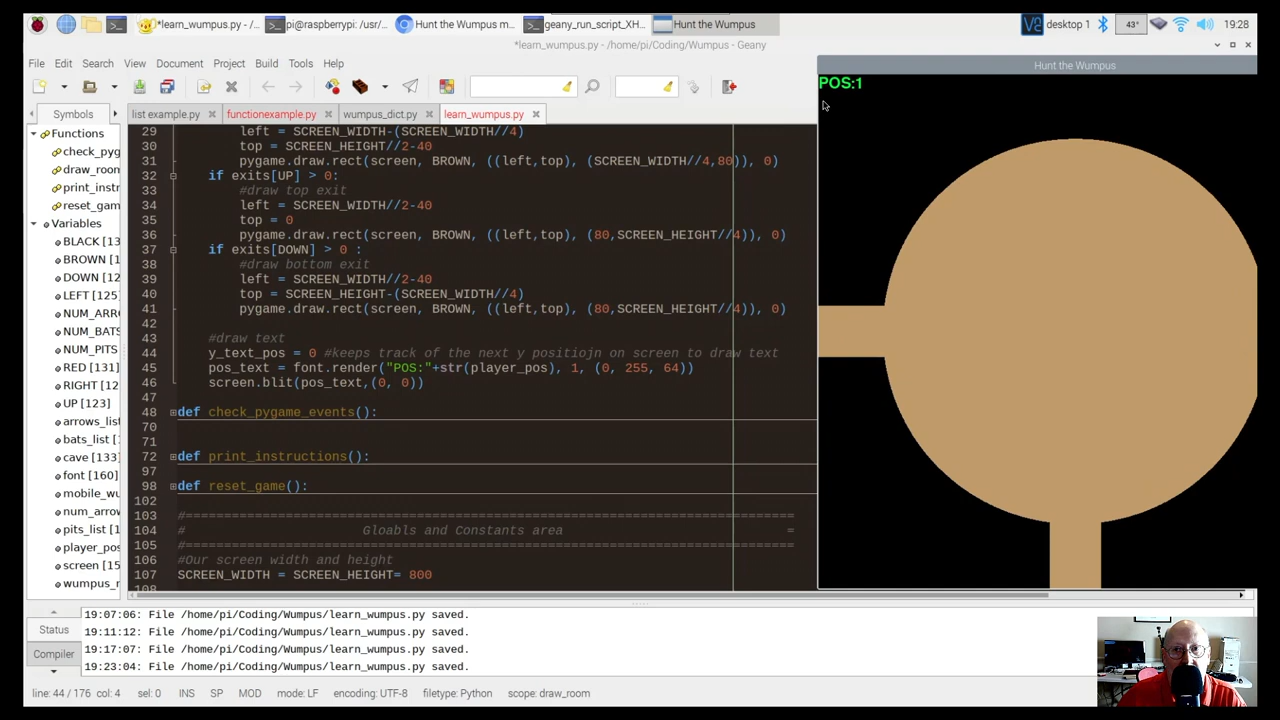 *learn_wumpus.py - /... pi@raspberrypi: /usr/... Hunt the Wumpus m... geany_run_script_XH... Hunt the Wumpus desktop 1 43° 19:28
*learn_wumpus.py - /home/pi/Coding/Wumpus - Geany
File Edit Search View Document Project Build Tools Help
Hunt the Wumpus
POS:1
Symbols
list example.py functionexample.py wumpus_dict.py learn_wumpus.py
Functions
check_pyg
draw_room
print_instr
reset_gam
Variables
BLACK [13
BROWN [1
DOWN [12
LEFT [125]
NUM_ARRO
NUM_BATS
NUM_PITS
RED [131]
RIGHT [12
UP [123]
arrows_list
bats_list [
cave [133]
font [160]
mobile_wu
num_arrow
pits_list [1
player_pos
screen [15
wumpus_r
29 left = SCREEN_WIDTH-(SCREEN_WIDTH//4)
30 top = SCREEN_HEIGHT//2-40
31 pygame.draw.rect(screen, BROWN, ((left,top), (SCREEN_WIDTH//4,80)), 0)
32 if exits[UP] > 0:
33 #draw top exit
34 left = SCREEN_WIDTH//2-40
35 top = 0
36 pygame.draw.rect(screen, BROWN, ((left,top), (80,SCREEN_HEIGHT//4)), 0)
37 if exits[DOWN] > 0 :
38 #draw bottom exit
39 left = SCREEN_WIDTH//2-40
40 top = SCREEN_HEIGHT-(SCREEN_WIDTH//4)
41 pygame.draw.rect(screen, BROWN, ((left,top), (80,SCREEN_HEIGHT//4)), 0)
42
43 #draw text
44 y_text_pos = 0 #keeps track of the next y positiojn on screen to draw text
45 pos_text = font.render("POS:"+str(player_pos), 1, (0, 255, 64))
46 screen.blit(pos_text,(0, 0))
47
48 def check_pygame_events():
70
71
72 def print_instructions():
97
98 def reset_game():
102
103 #===============================================================================
104 # Gloabls and Constants area =
105 #===============================================================================
106 #Our screen width and height
107 SCREEN_WIDTH = SCREEN_HEIGHT= 800
108
Status
Compiler
19:07:06: File /home/pi/Coding/Wumpus/learn_wumpus.py saved.
19:11:12: File /home/pi/Coding/Wumpus/learn_wumpus.py saved.
19:17:07: File /home/pi/Coding/Wumpus/learn_wumpus.py saved.
19:23:04: File /home/pi/Coding/Wumpus/learn_wumpus.py saved.
line: 44 / 176 col: 4 sel: 0 INS SP MOD mode: LF encoding: UTF-8 filetype: Python scope: draw_room